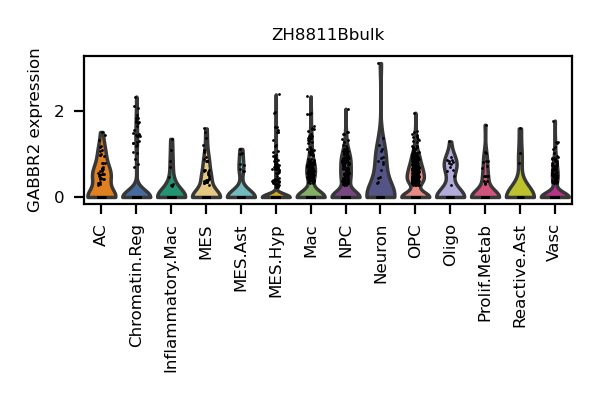 ZH8811Bbulk
GABBR2 expression
2
0
AC
Chromatin.Reg
Inflammatory.Mac
MES
MES.Ast
MES.Hyp
Mac
NPC
Neuron
OPC
Oligo
Prolif.Metab
Reactive.Ast
Vasc